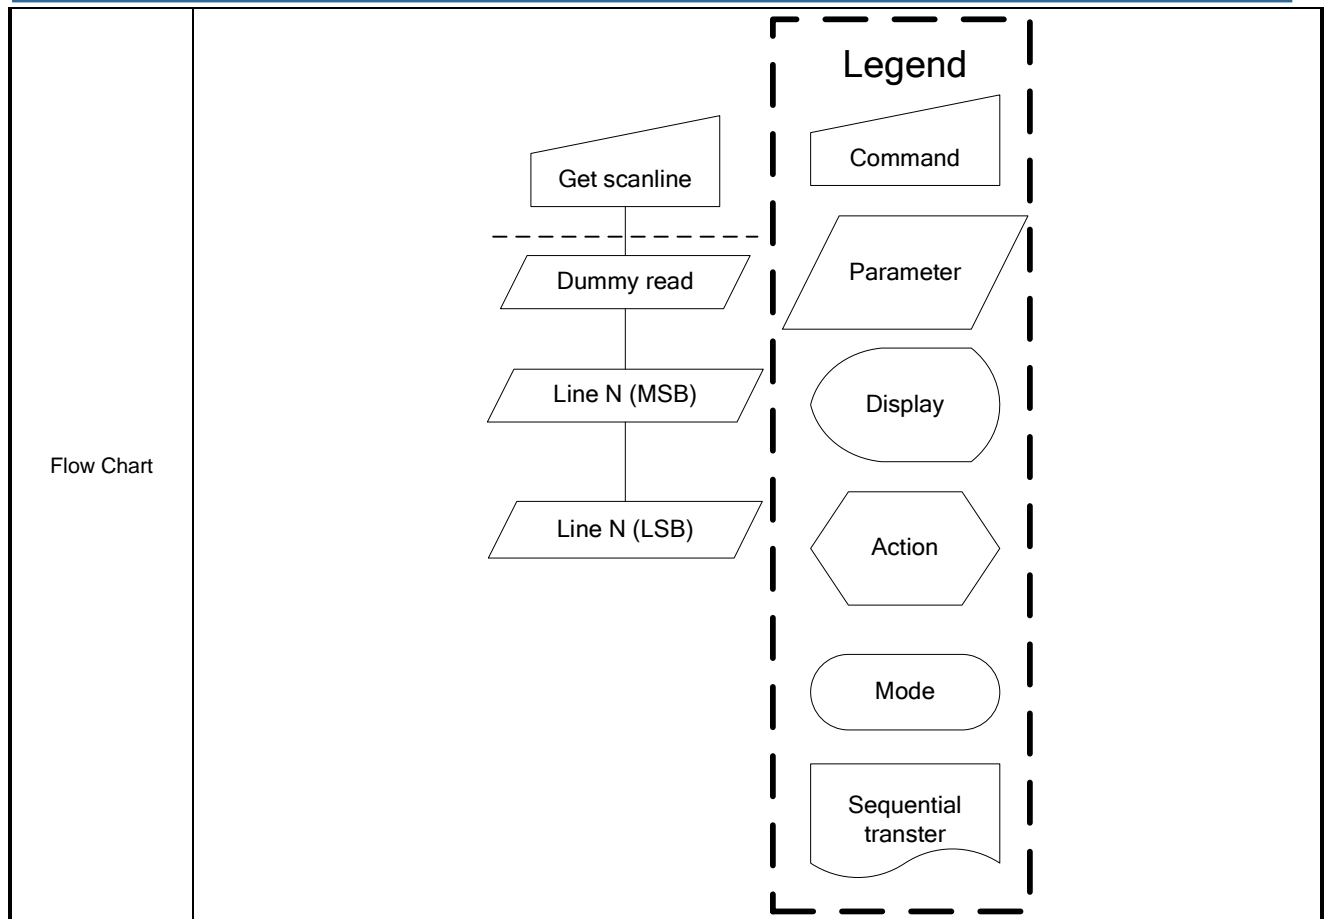 Flow Chart
Get scanline
Dummy read
Line N (MSB)
Line N (LSB)
Legend
Command
Parameter
Display
Action
Mode
Sequential
transter